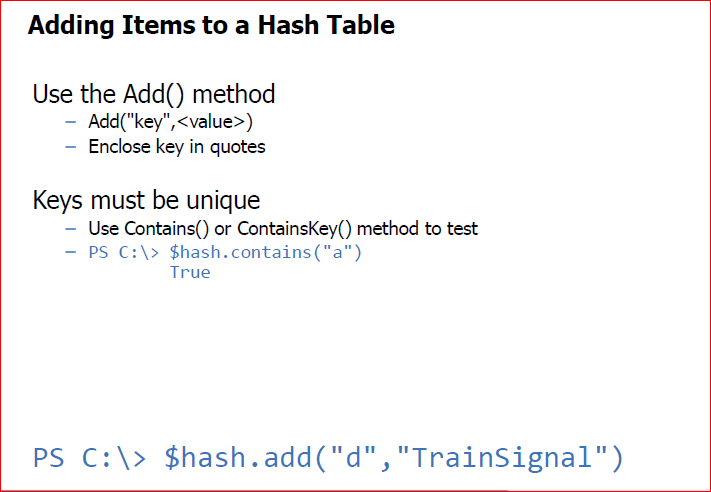 Adding Items to a Hash Table
Use the Add() method
– Add("key",<value>)
– Enclose key in quotes
Keys must be unique
– Use Contains() or ContainsKey() method to test
– PS C:\> $hash.contains("a")
True
PS C:\> $hash.add("d","TrainSignal")